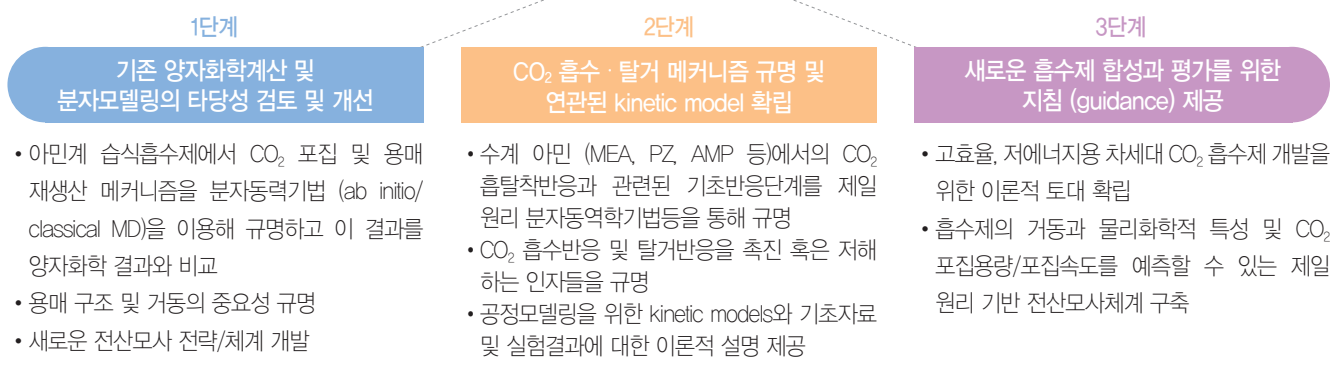 1단계
기존 양자화학계산 및
분자모델링의 타당성 검토 및 개선
• 아민계 습식흡수제에서 CO₂ 포집 및 용매
재생산 메커니즘을 분자동력기법 (ab initio/
classical MD)을 이용해 규명하고 이 결과를
양자화학 결과와 비교
• 용매 구조 및 거동의 중요성 규명
• 새로운 전산모사 전략/체계 개발
2단계
CO₂ 흡수 · 탈거 메커니즘 규명 및
연관된 kinetic model 확립
• 수계 아민 (MEA, PZ, AMP 등)에서의 CO₂
흡탈착반응과 관련된 기초반응단계를 제일
원리 분자동역학기법등을 통해 규명
• CO₂ 흡수반응 및 탈거반응을 촉진 혹은 저해
하는 인자들을 규명
• 공정모델링을 위한 kinetic models와 기초자료
및 실험결과에 대한 이론적 설명 제공
3단계
새로운 흡수제 합성과 평가를 위한
지침 (guidance) 제공
• 고효율, 저에너지용 차세대 CO₂ 흡수제 개발을
위한 이론적 토대 확립
• 흡수제의 거동과 물리화학적 특성 및 CO₂
포집용량/포집속도를 예측할 수 있는 제일
원리 기반 전산모사체계 구축